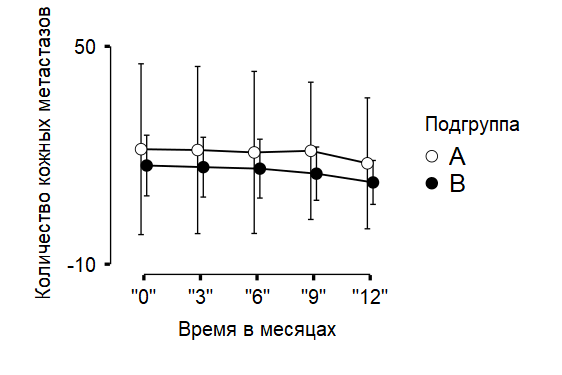 Количество кожных метастазов
50
-10
"0" "3" "6" "9" "12"
Время в месяцах
Подгруппа
A
B